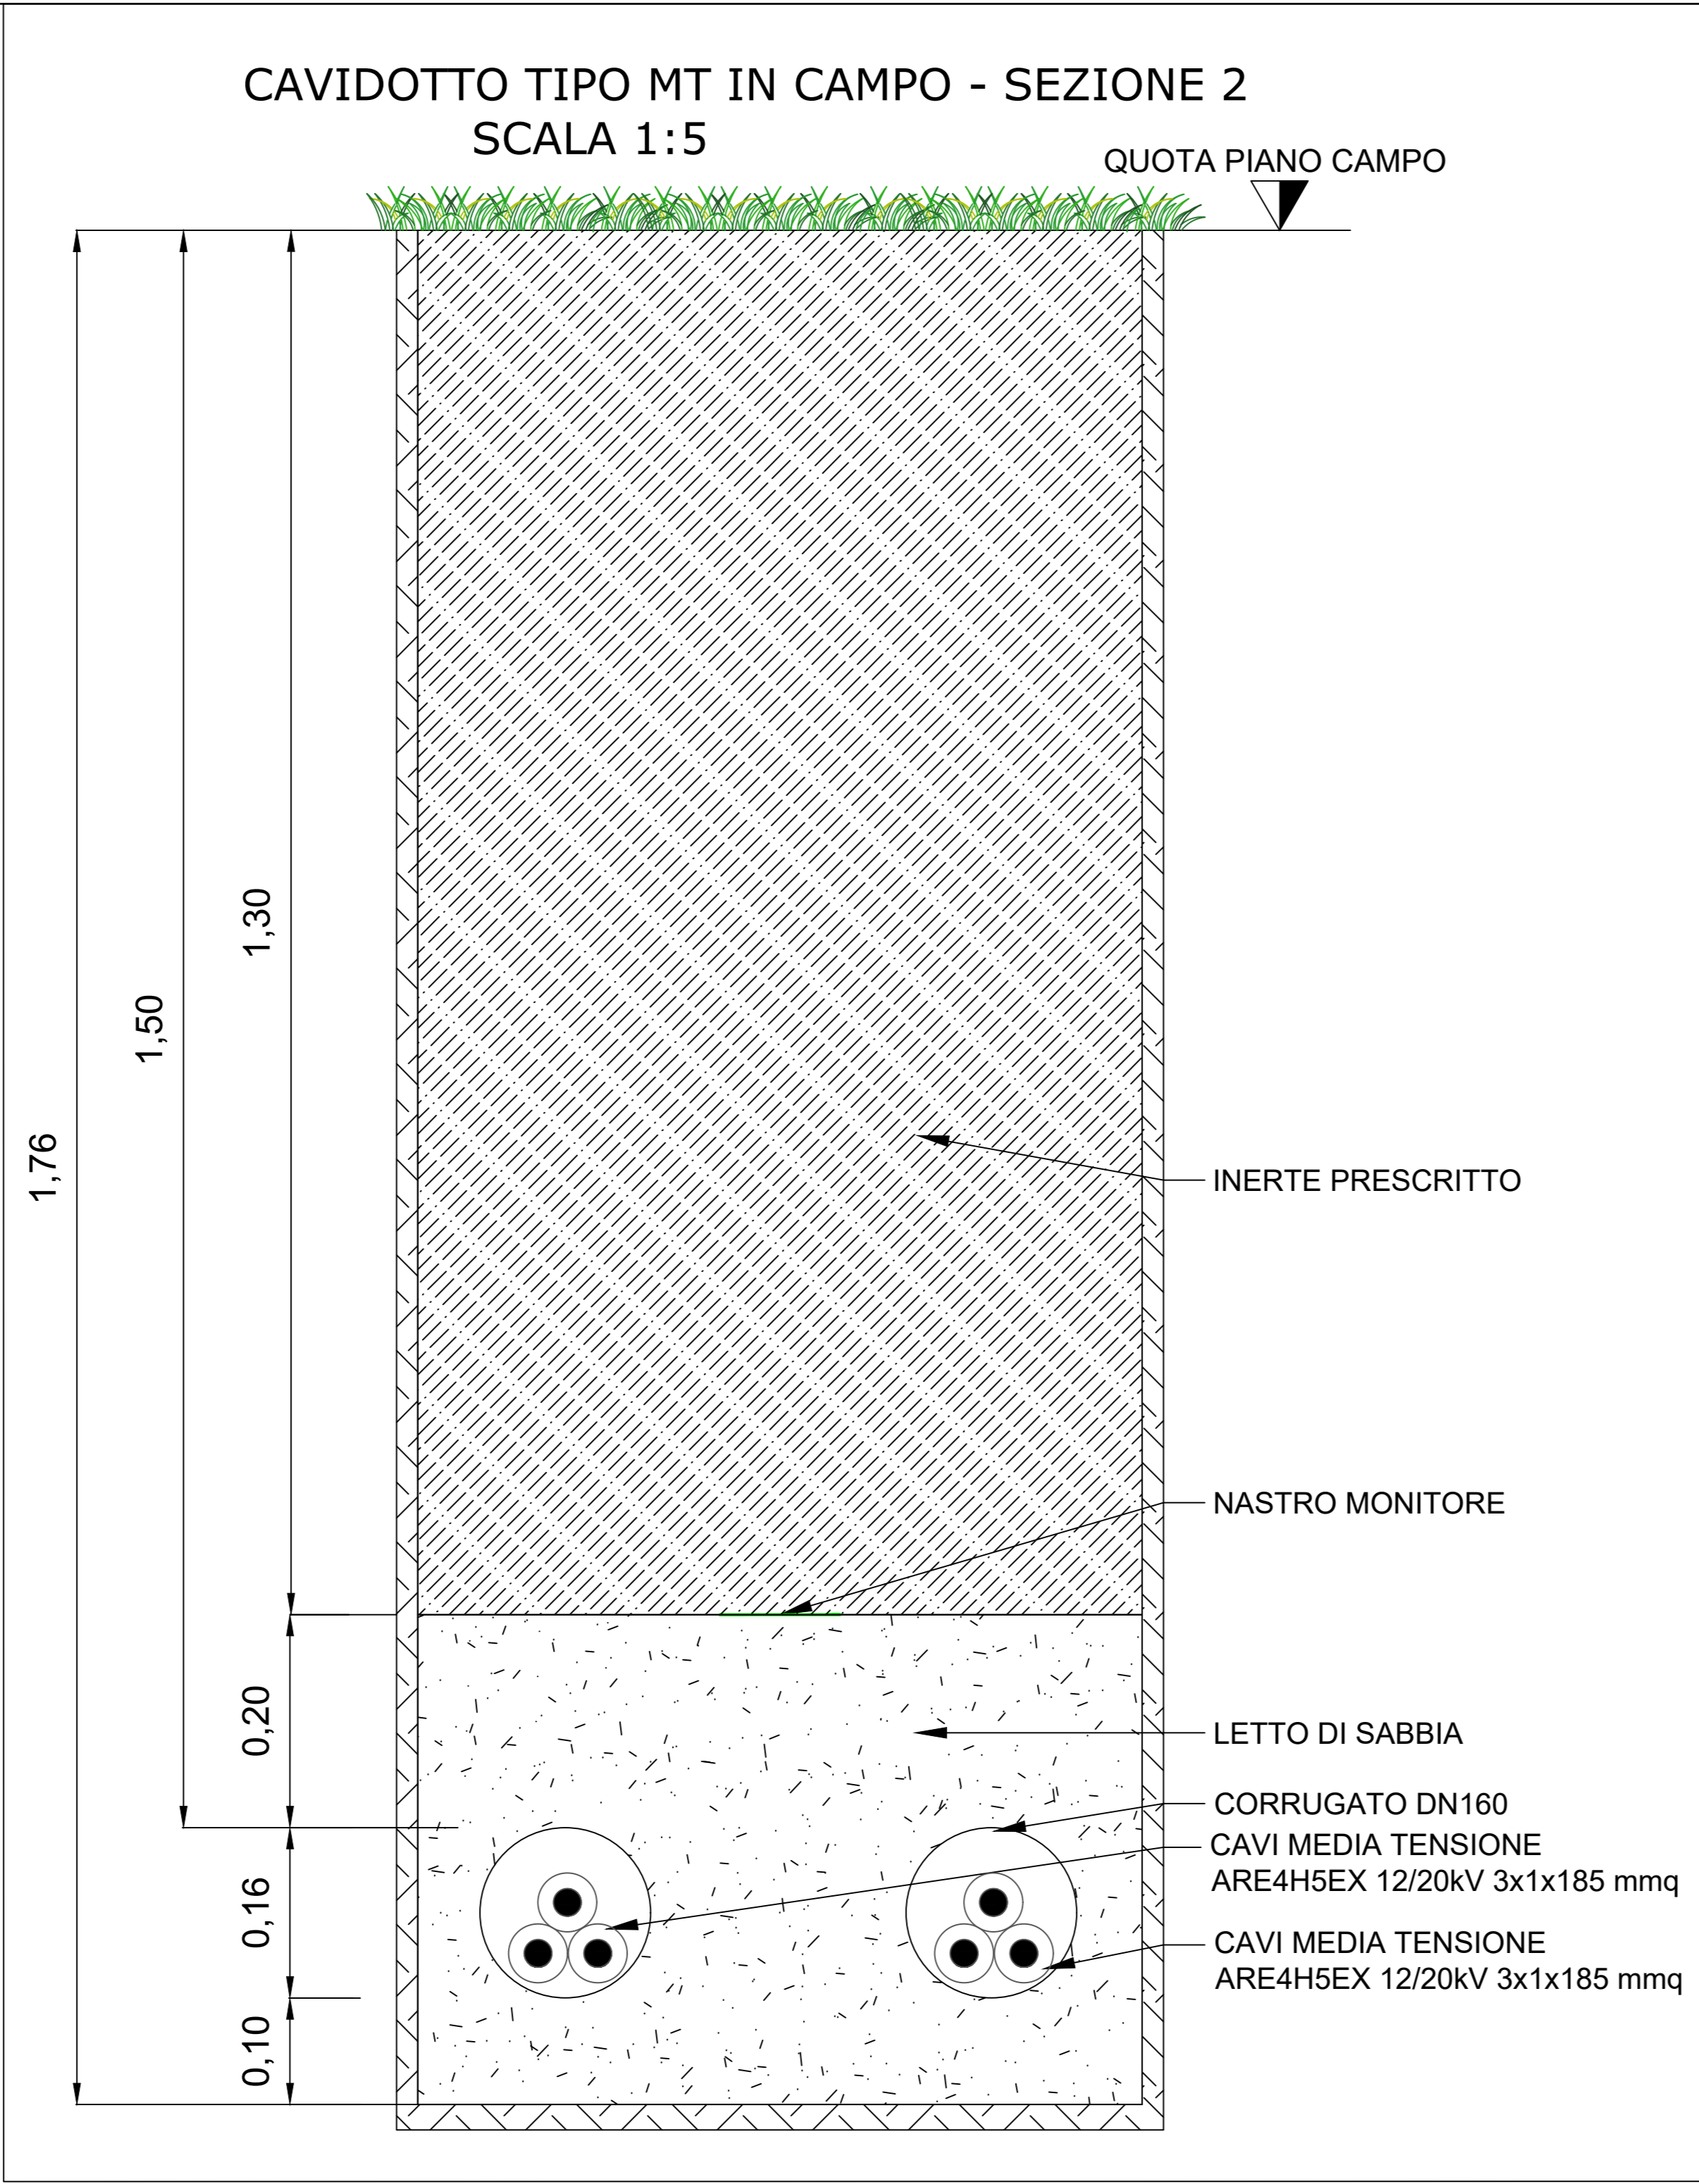 CAVIDOTTO TIPO MT IN CAMPO - SEZIONE 2
SCALA 1:5
QUOTA PIANO CAMPO
1,30
1,50
1,76
INERTE PRESCRITTO
NASTRO MONITORE
0,20
LETTO DI SABBIA
CORRUGATO DN160
CAVI MEDIA TENSIONE
ARE4H5EX 12/20kV 3x1x185 mmq
0,16
CAVI MEDIA TENSIONE
ARE4H5EX 12/20kV 3x1x185 mmq
0,10